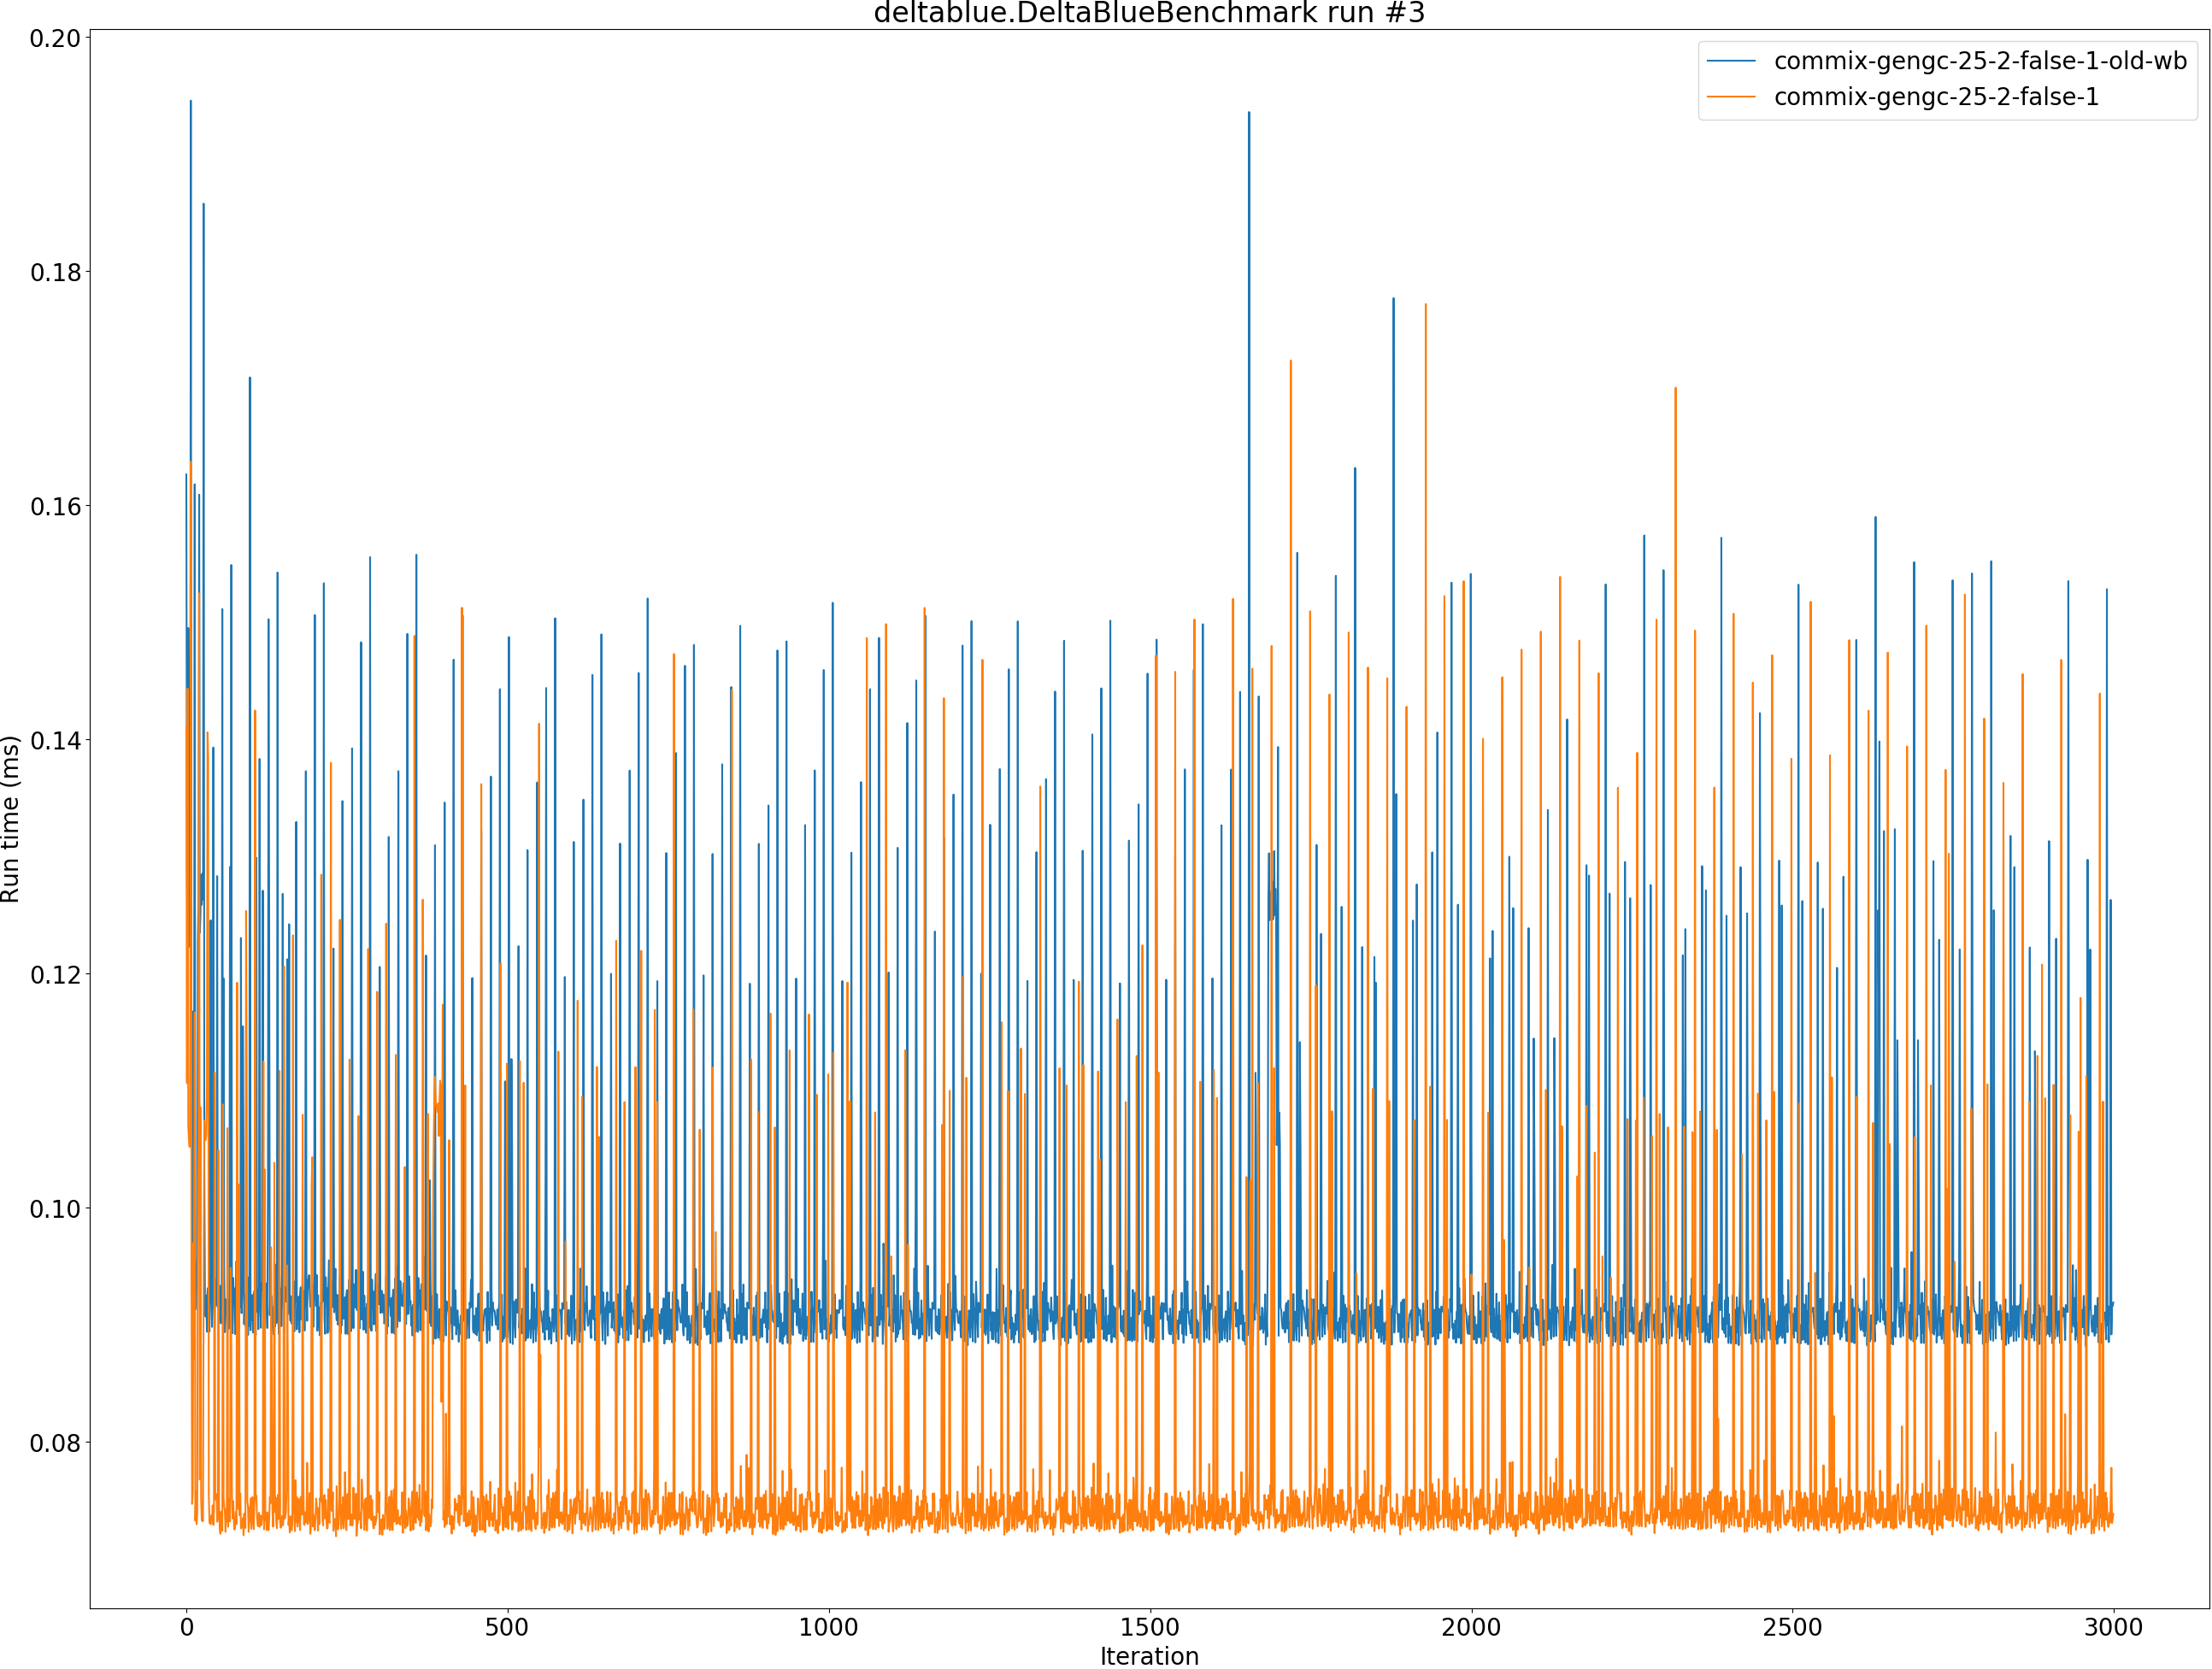 deltablue.DeltaBlueBenchmark run #3
commix-gengc-25-2-false-1-old-wb
commix-gengc-25-2-false-1
Run time (ms)
0.20
0.18
0.16
0.14
0.12
0.10
0.08
0 500 1000 1500 2000 2500 3000
Iteration